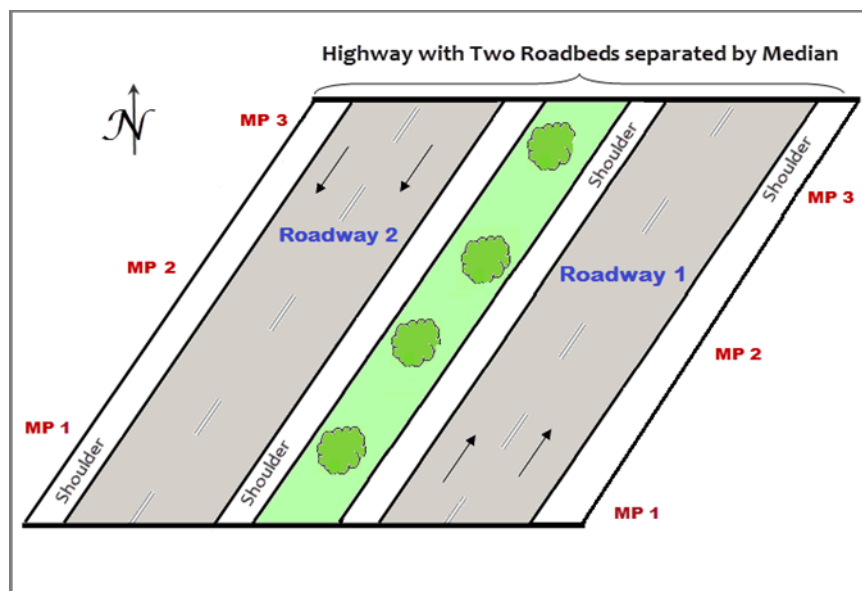 Highway with Two Roadbeds separated by Median
N
MP 3
Shoulder
Shoulder
MP 3
Roadway 2
MP 2
Roadway 1
MP 2
MP 1
Shoulder
Shoulder
MP 1